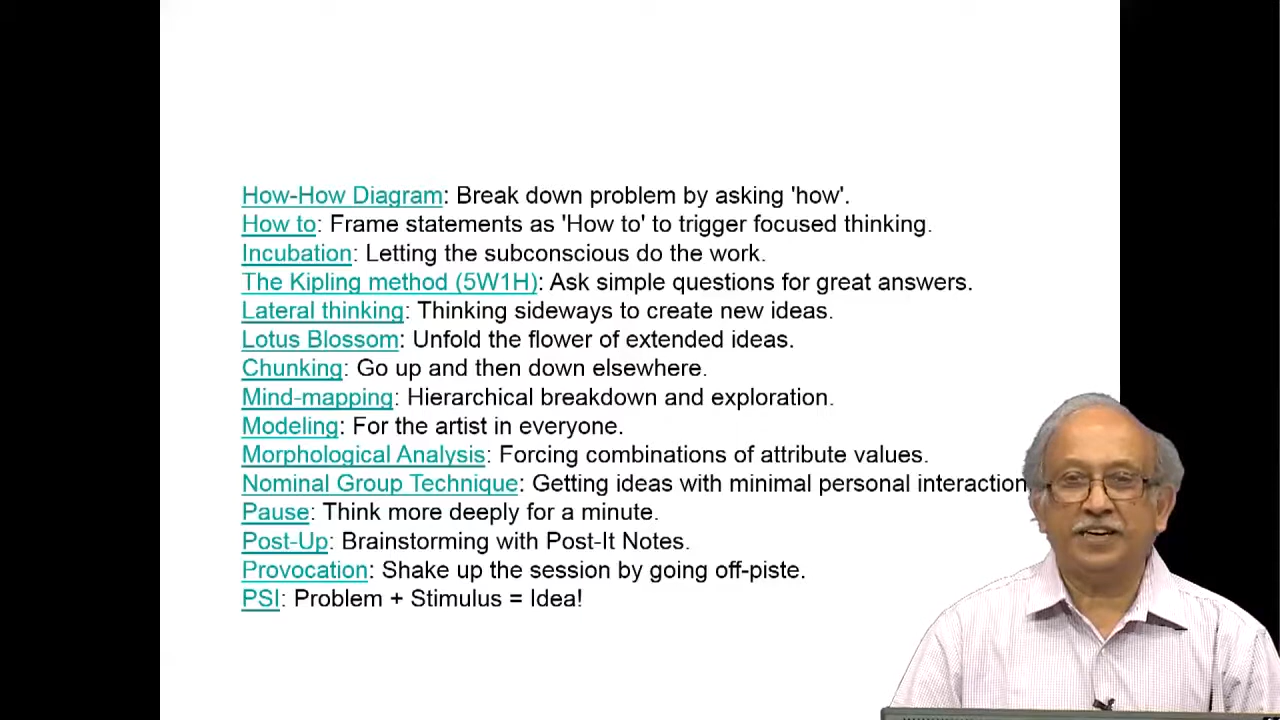 How-How Diagram: Break down problem by asking 'how'.
How to: Frame statements as 'How to' to trigger focused thinking.
Incubation: Letting the subconscious do the work.
The Kipling method (5W1H): Ask simple questions for great answers.
Lateral thinking: Thinking sideways to create new ideas.
Lotus Blossom: Unfold the flower of extended ideas.
Chunking: Go up and then down elsewhere.
Mind-mapping: Hierarchical breakdown and exploration.
Modeling: For the artist in everyone.
Morphological Analysis: Forcing combinations of attribute values.
Nominal Group Technique: Getting ideas with minimal personal interaction
Pause: Think more deeply for a minute.
Post-Up: Brainstorming with Post-It Notes.
Provocation: Shake up the session by going off-piste.
PSI: Problem + Stimulus = Idea!